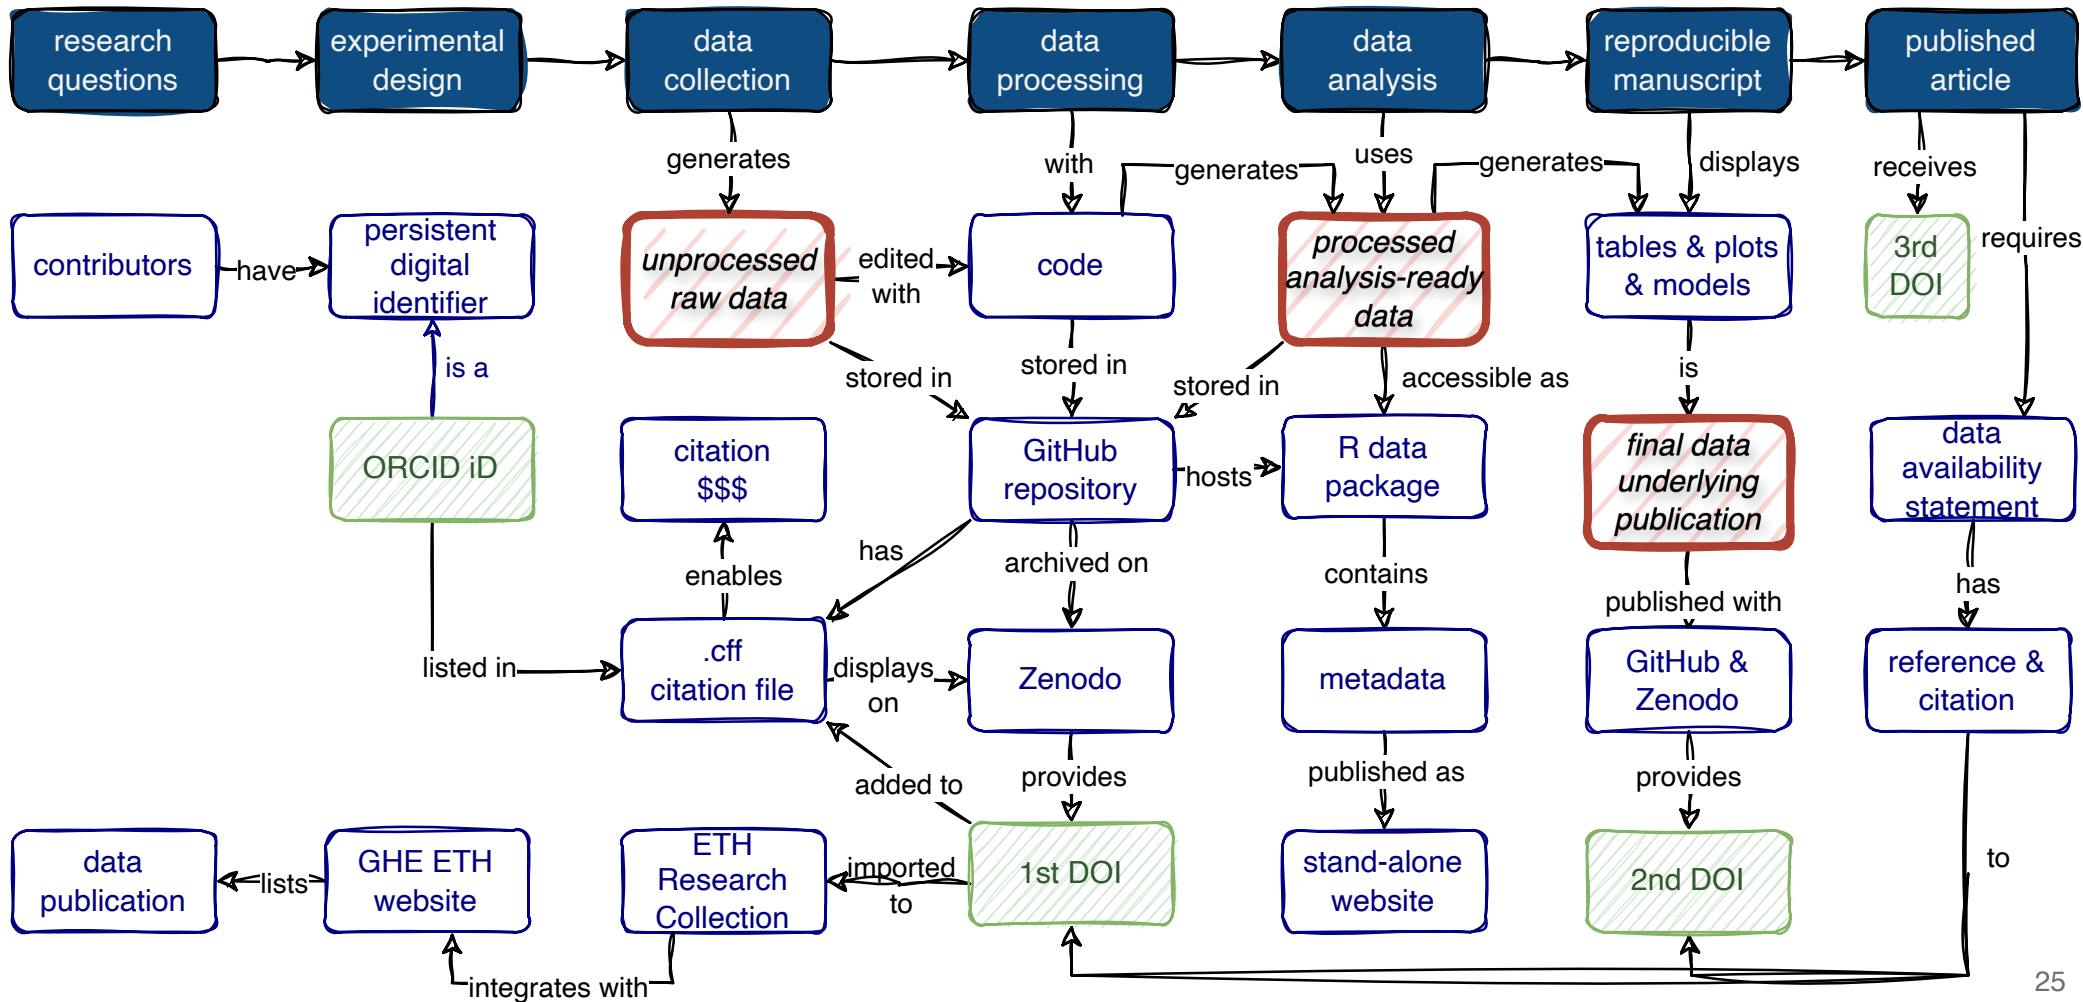 research
questions
experimental
design
data
collection
data
processing
data
analysis
reproducible
manuscript
published
article
generates
with
generates
uses
generates
displays
receives
requires
contributors
have
persistent
digital
identifier
unprocessed
raw data
edited
with
code
processed
analysis-ready
data
tables & plots
& models
3rd
DOI
is a
stored in
stored in
stored in
accessible as
is
ORCID iD
citation
$$$
GitHub
repository
hosts
R data
package
final data
underlying
publication
data
availability
statement
enables
has
archived on
contains
published with
has
listed in
.cff
citation file
displays
on
Zenodo
metadata
GitHub &
Zenodo
reference &
citation
added to
provides
published as
provides
to
data
publication
lists
GHE ETH
website
ETH
Research
Collection
imported
to
1st DOI
stand-alone
website
2nd DOI
integrates with
25